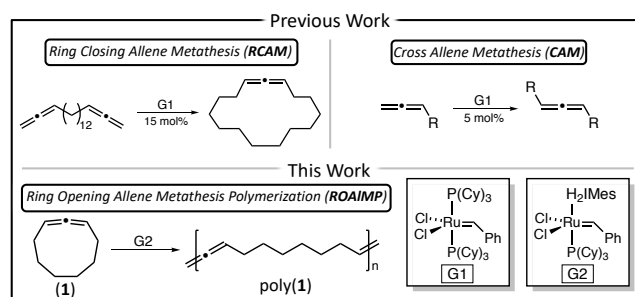 Previous Work
Ring Closing Allene Metathesis (RCAM)
Cross Allene Metathesis (CAM)
12
G1
15 mol%
R
G1
5 mol%
R
R
This Work
Ring Opening Allene Metathesis Polymerization (ROAlMP)
(1)
G2
n
poly(1)
P(Cy)3
Cl
Cl
Ru
Ph
P(Cy)3
G1
H2IMes
Cl
Cl
Ru
Ph
P(Cy)3
G2